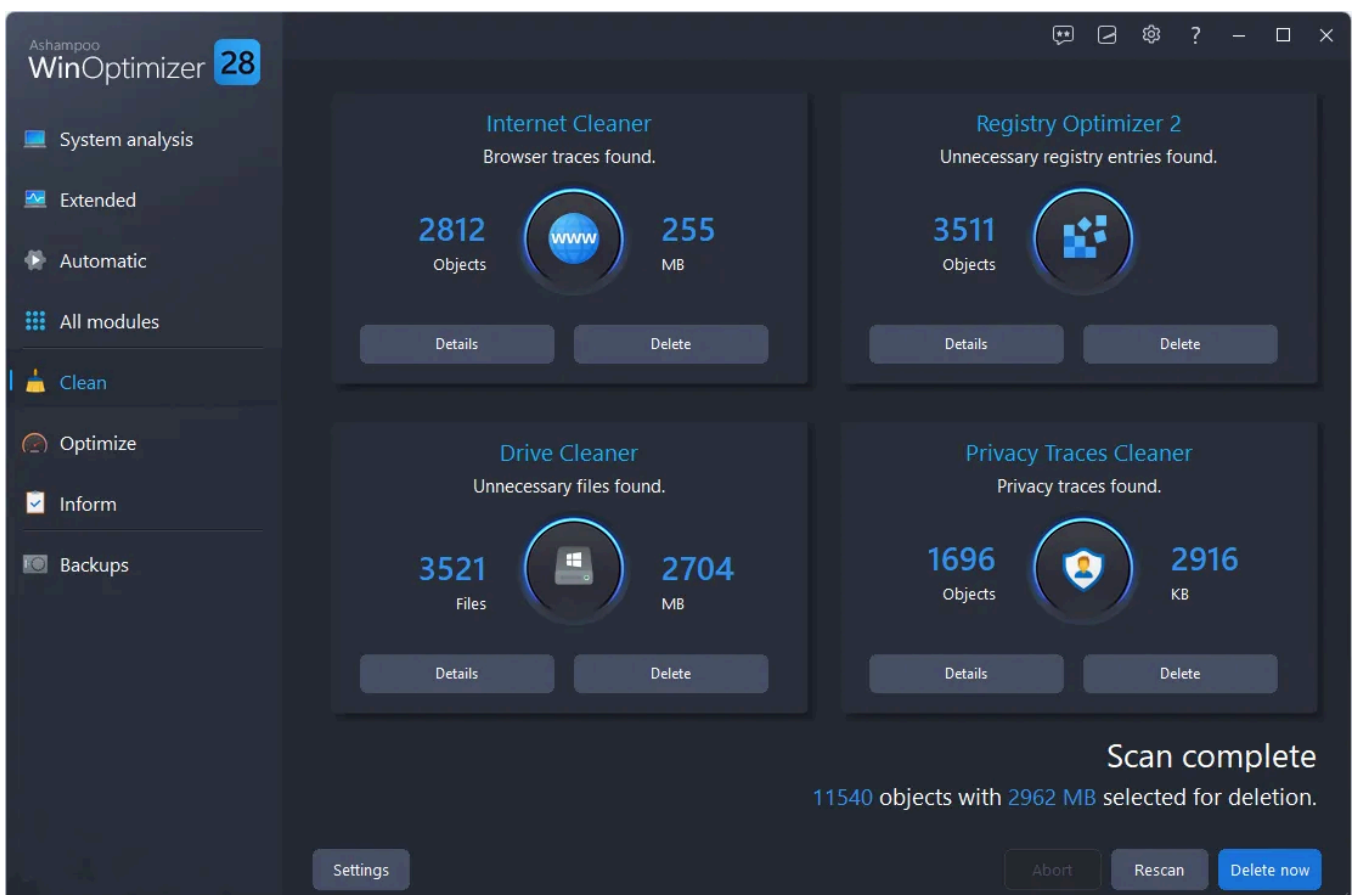 Ashampoo
WinOptimizer 28
System analysis
Extended
Automatic
All modules
Clean
Optimize
Inform
Backups
?
Internet Cleaner
Browser traces found.
2812
Objects
www
255
MB
Details
Delete
Registry Optimizer 2
Unnecessary registry entries found.
3511
Objects
Details
Delete
Drive Cleaner
Unnecessary files found.
3521
Files
2704
MB
Details
Delete
Privacy Traces Cleaner
Privacy traces found.
1696
Objects
2916
KB
Details
Delete
Scan complete
11540 objects with 2962 MB selected for deletion.
Settings
Abort
Rescan
Delete now